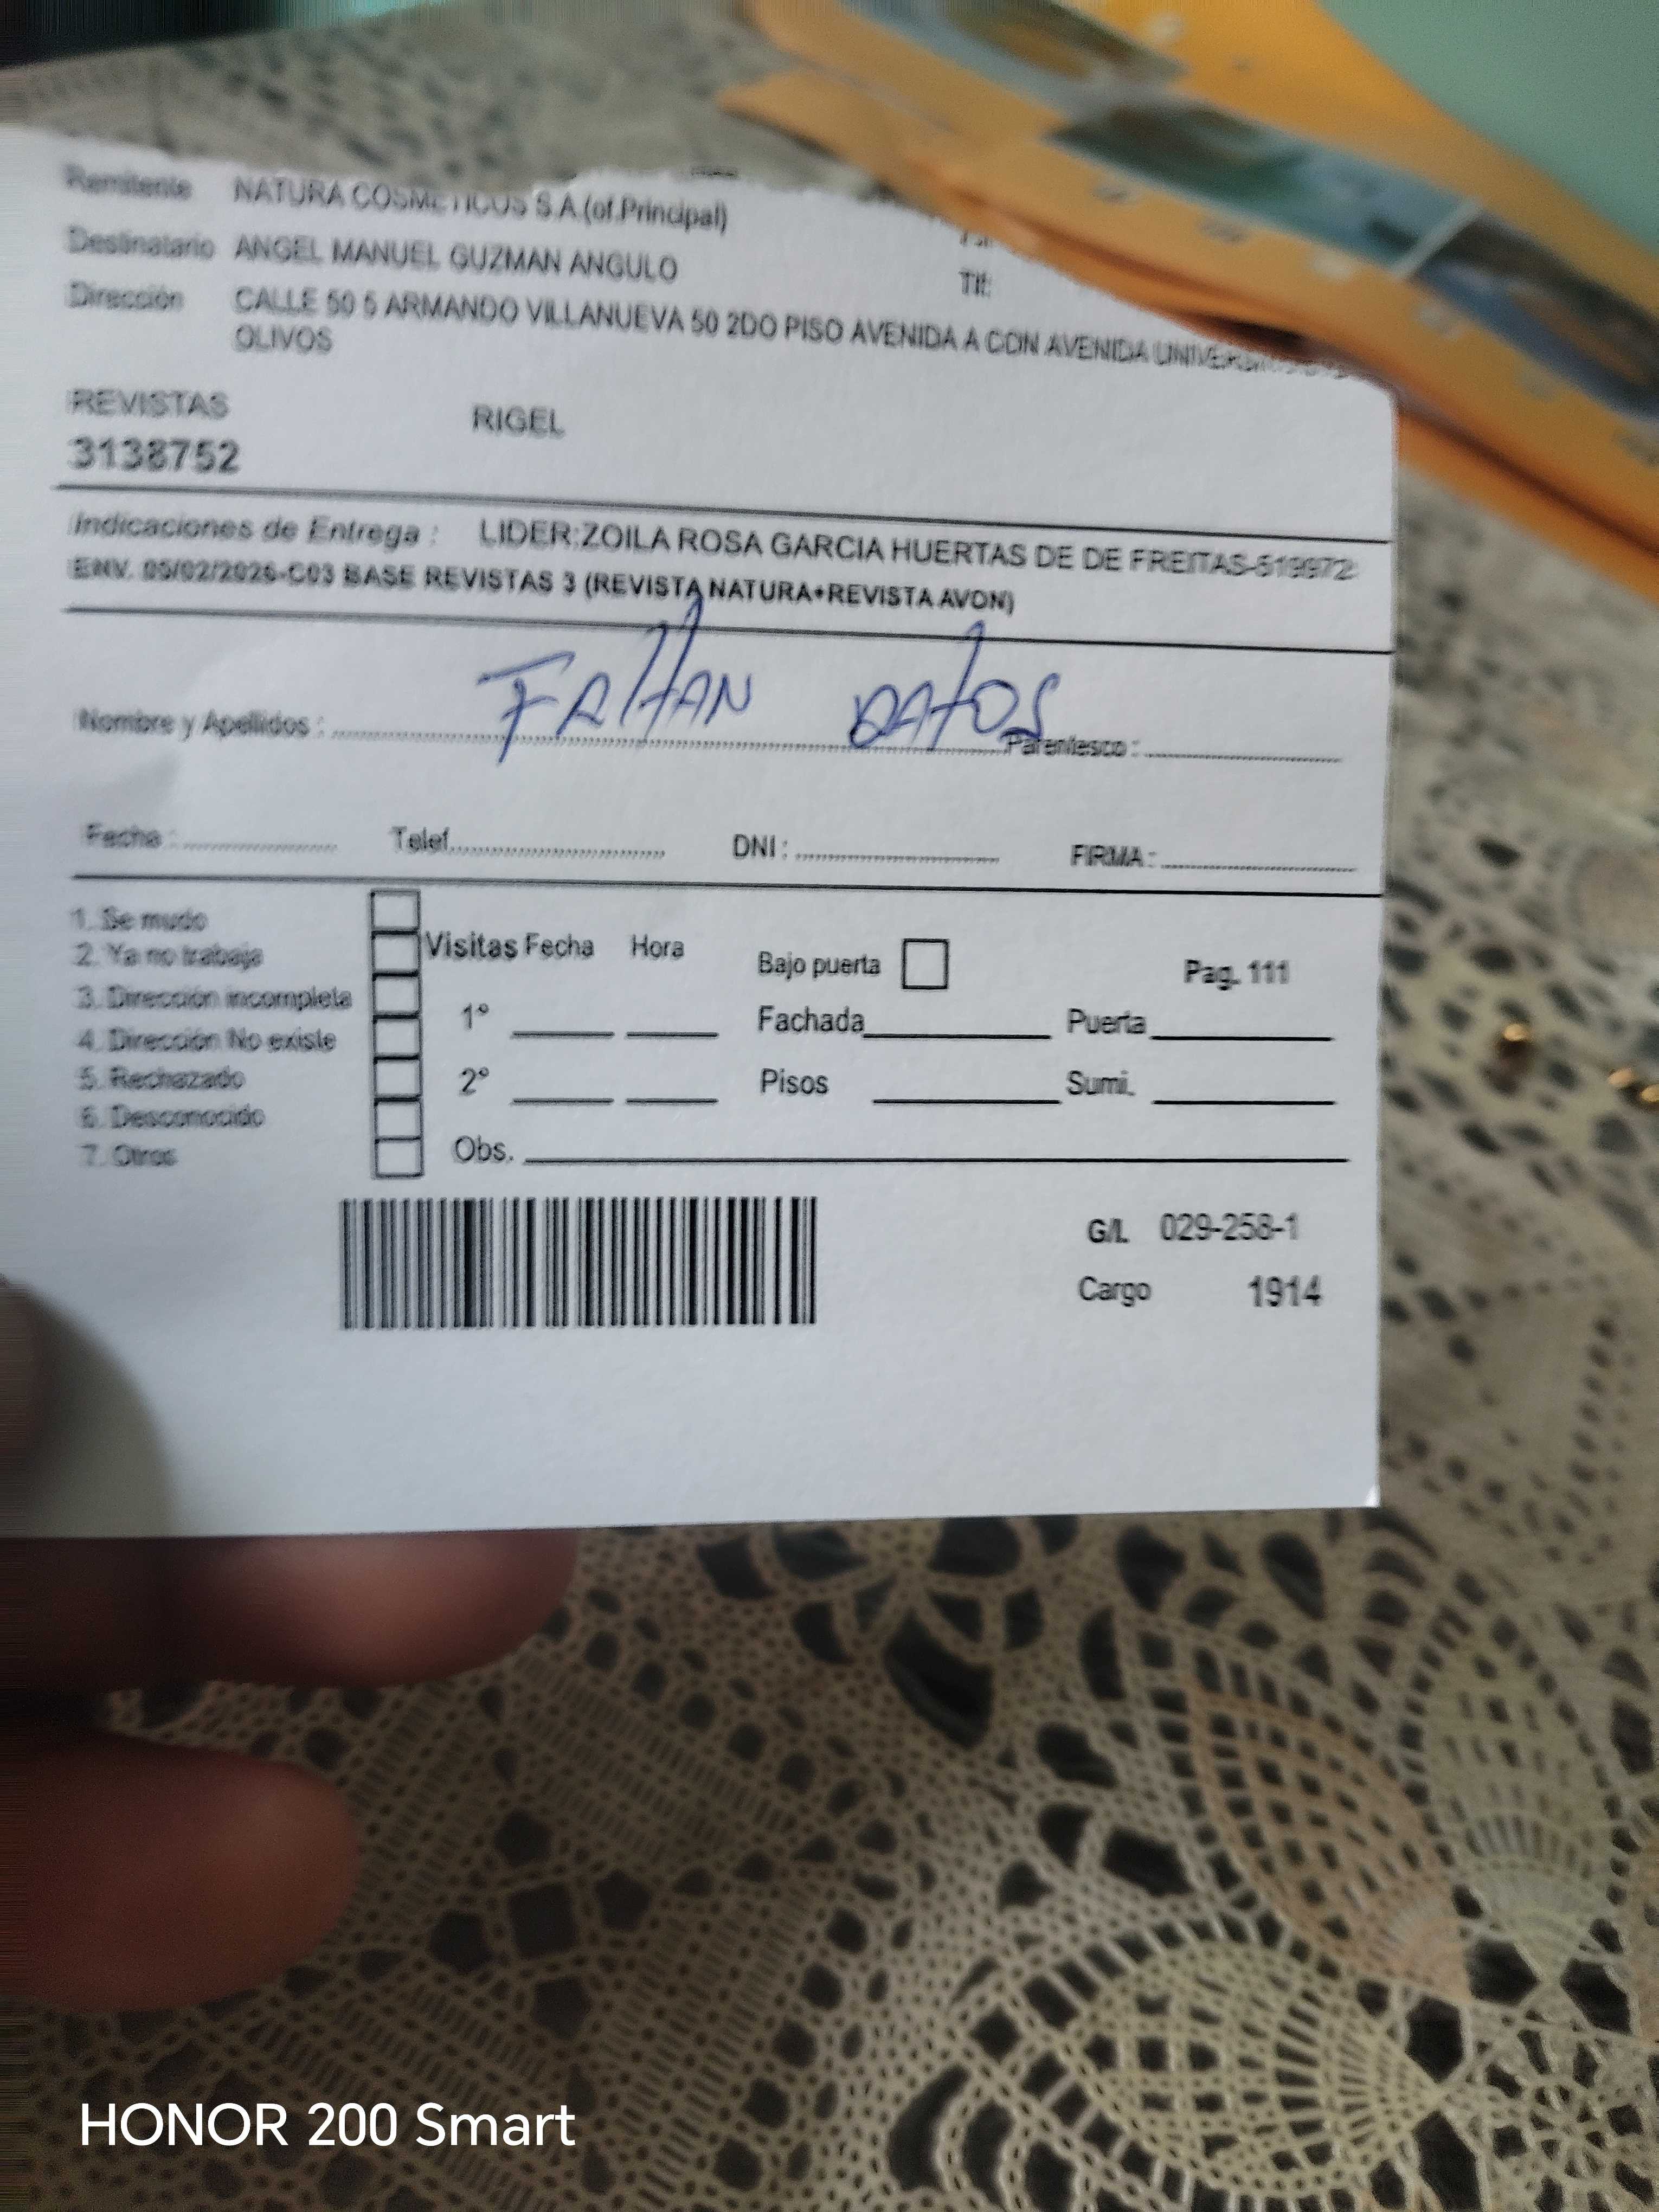 Remitente NATURA COSMETICOS S.A.(of.Principal)
Destinatario ANGEL MANUEL GUZMAN ANGULO Tlf:
Dirección CALLE 50 5 ARMANDO VILLANUEVA 50 2DO PISO AVENIDA A CON AVENIDA
OLIVOS
REVISTAS RIGEL
3138752
Indicaciones de Entrega : LIDER:ZOILA ROSA GARCIA HUERTAS DE DE FREITAS-519972
ENV. 05/02/2026-C03 BASE REVISTAS 3 (REVISTA NATURA+REVISTA AVON)
FAltAN DAtOS
Nombre y Apellidos : Parentesco :
Fecha : Telef. DNI : FIRMA :
1. Se mudo
2. Ya no trabaja
3. Dirección incompleta
4. Dirección No existe
5. Rechazado
6. Desconocido
7. Otros
Visitas Fecha Hora Bajo puerta Pag. 111
1° Fachada Puerta
2° Pisos Sumi.
Obs.
G/L 029-258-1
Cargo 1914
HONOR 200 Smart